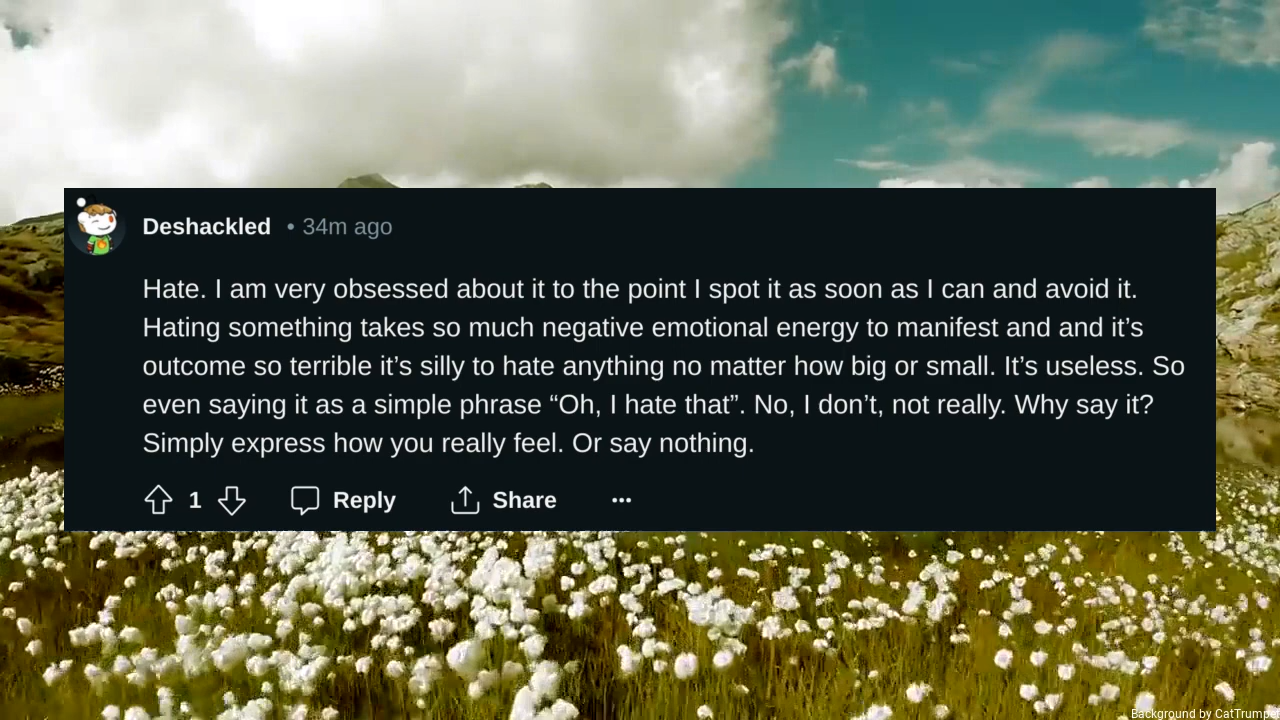 Deshackled • 34m ago
Hate. I am very obsessed about it to the point I spot it as soon as I can and avoid it.
Hating something takes so much negative emotional energy to manifest and and it’s
outcome so terrible it’s silly to hate anything no matter how big or small. It’s useless. So
even saying it as a simple phrase “Oh, I hate that”. No, I don’t, not really. Why say it?
Simply express how you really feel. Or say nothing.
1 Reply Share
Background by CatTrumpet